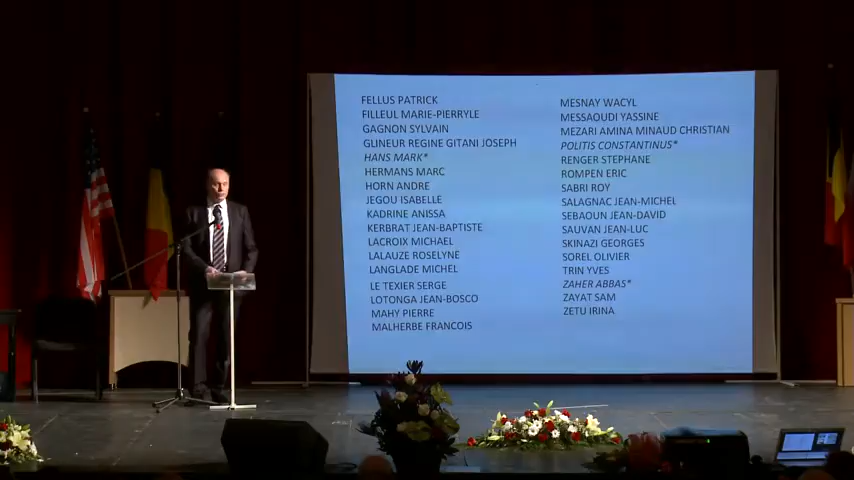 FELLUS PATRICK
FILLEUL MARIE-PIERRYLE
GAGNON SYLVAIN
GLINEUR REGINE GITANI JOSEPH
HANS MARK*
HERMANS MARC
HORN ANDRE
JEGOU ISABELLE
KADRINE ANISSA
KERBRAT JEAN-BAPTISTE
LACROIX MICHAEL
LALAUZE ROSELYNE
LANGLADE MICHEL
LE TEXIER SERGE
LOTONGA JEAN-BOSCO
MAHY PIERRE
MALHERBE FRANCOIS
MESNAY WACYL
MESSAOUDI YASSINE
MEZARI AMINA MINAUD CHRISTIAN
POLITIS CONSTANTINUS*
RENGER STEPHANE
ROMPEN ERIC
SABRI ROY
SALAGNAC JEAN-MICHEL
SEBAOUN JEAN-DAVID
SAUVAN JEAN-LUC
SKINAZI GEORGES
SOREL OLIVIER
TRIN YVES
ZAHER ABBAS*
ZAYAT SAM
ZETU IRINA